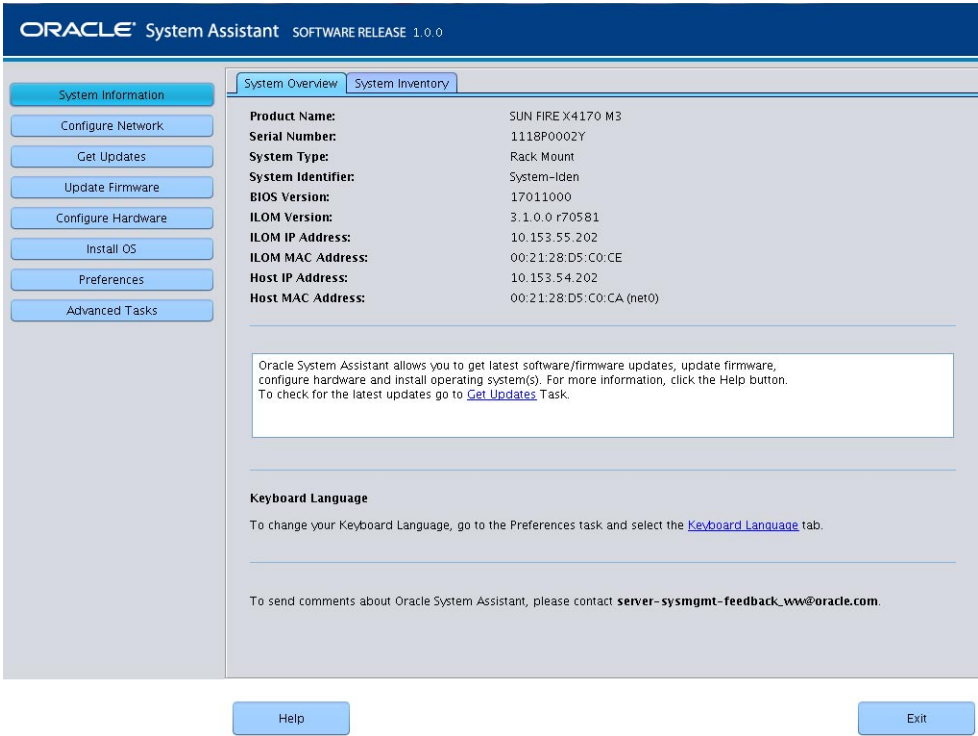 ORACLE System Assistant SOFTWARE RELEASE 1.0.0
System Information
Configure Network
Get Updates
Update Firmware
Configure Hardware
Install OS
Preferences
Advanced Tasks
System Overview System Inventory
Product Name: SUN FIRE X4170 M3
Serial Number: 1118P0002Y
System Type: Rack Mount
System Identifier: System-Iden
BIOS Version: 17011000
ILOM Version: 3.1.0.0 r70581
ILOM IP Address: 10.153.55.202
ILOM MAC Address: 00:21:28:D5:C0:CE
Host IP Address: 10.153.54.202
Host MAC Address: 00:21:28:D5:C0:CA (net0)
Oracle System Assistant allows you to get latest software/firmware updates, update firmware,
configure hardware and install operating system(s). For more information, click the Help button.
To check for the latest updates go to Get Updates Task.
Keyboard Language
To change your Keyboard Language, go to the Preferences task and select the Keyboard Language tab.
To send comments about Oracle System Assistant, please contact server-sysmgmt-feedback_ww@oracle.com.
Help
Exit